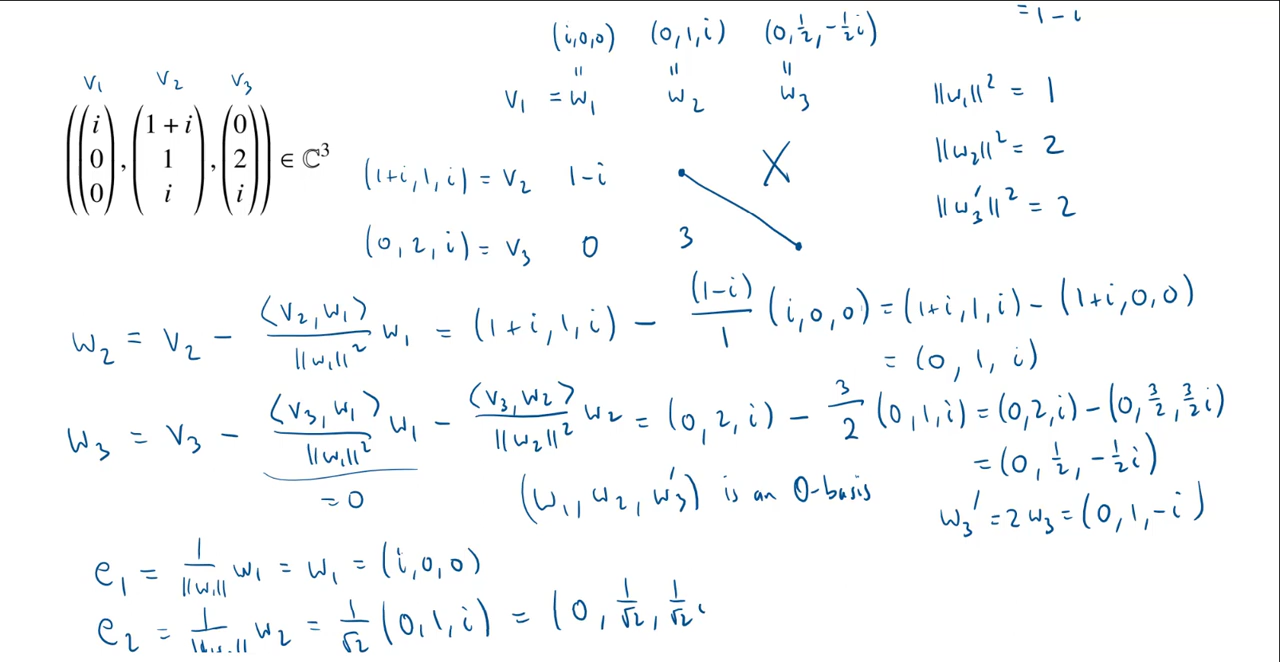 = 1 - i
(i,0,0) (0,1,i) (0,½,-½i)
= = =
v₁ = w₁ w₂ w₃
||w₁||² = 1
||w₂||² = 2
||w₃'||² = 2
v₁ v₂ v₃
((i 0 0), (1 + i 1 i), (0 2 i)) ∈ ℂ³
(1+i,1,i) = v₂ 1-i X
(0,2,i) = v₃ 0 3
w₂ = v₂ - ⟨v₂,w₁⟩/||w₁||² w₁ = (1+i,1,i) - (1-i)/1 (i,0,0) = (1+i,1,i) - (1+i,0,0)
= (0,1,i)
w₃ = v₃ - ⟨v₃,w₁⟩/||w₁||² w₁ - ⟨v₃,w₂⟩/||w₂||² w₂ = (0,2,i) - 3/2 (0,1,i) = (0,2,i) - (0,3/2,3/2 i)
= 0
= (0,½,-½i)
(w₁,w₂,w₃') is an O-basis
w₃' = 2w₃ = (0,1,-i)
e₁ = 1/||w₁|| w₁ = w₁ = (i,0,0)
e₂ = 1/||w₂|| w₂ = 1/√2 (0,1,i) = (0, 1/√2, 1/√2